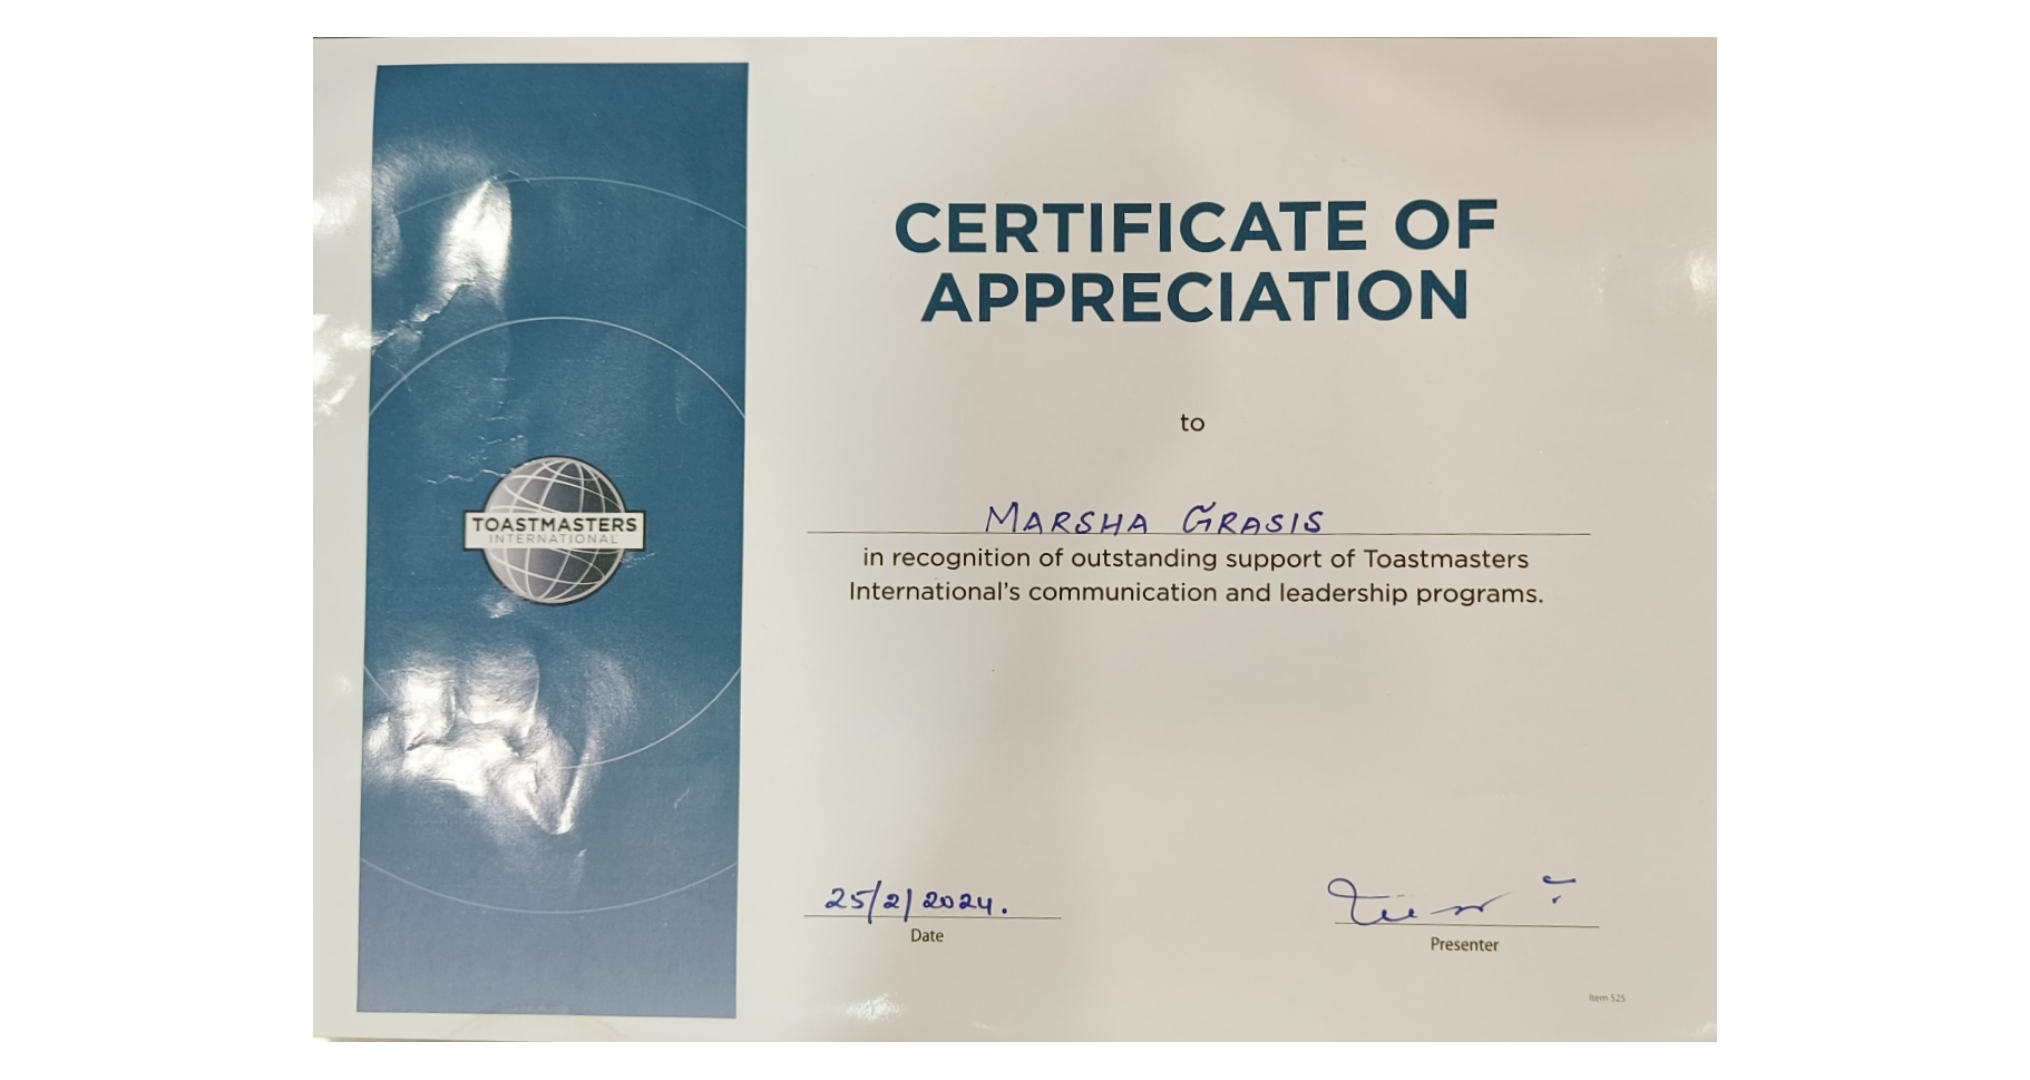 CERTIFICATE OF
APPRECIATION
to
MARSHA GRASIS
in recognition of outstanding support of Toastmasters
International's communication and leadership programs.
TOASTMASTERS
INTERNATIONAL
25/2/2024.
Date
Presenter
Item 525